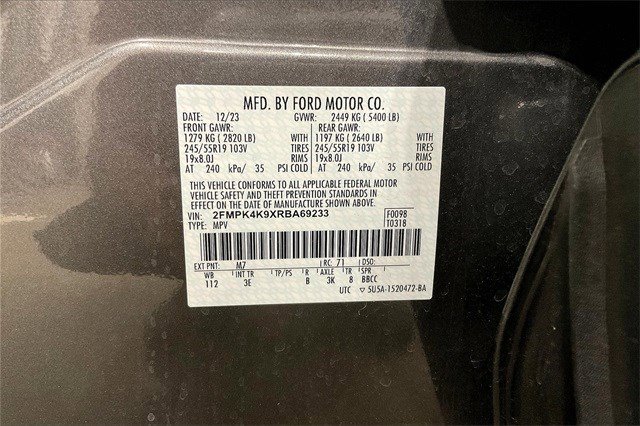 MFD. BY FORD MOTOR CO.
DATE: 12/23 GVWR: 2449 KG ( 5400 LB)
FRONT GAWR: REAR GAWR:
1279 KG ( 2820 LB) WITH 1197 KG ( 2640 LB) WITH
245/55R19 103V TIRES 245/55R19 103V TIRES
19x8.0J RIMS 19x8.0J RIMS
AT 240 kPa/ 35 PSI COLD AT 240 kPa/ 35 PSI COLD
THIS VEHICLE CONFORMS TO ALL APPLICABLE FEDERAL MOTOR
VEHICLE SAFETY AND THEFT PREVENTION STANDARDS IN
EFFECT ON THE DATE OF MANUFACTURE SHOWN ABOVE.
VIN: 2FMPK4K9XRBA69233 F0098
TYPE: MPV T0318
EXT PNT: M7 RC: 71 DSO:
WB INT TR TP/PS R AXLE TR SPR
112 3E B 3K 8 BBCC
UTC ▽ 5U5A-1520472-BA